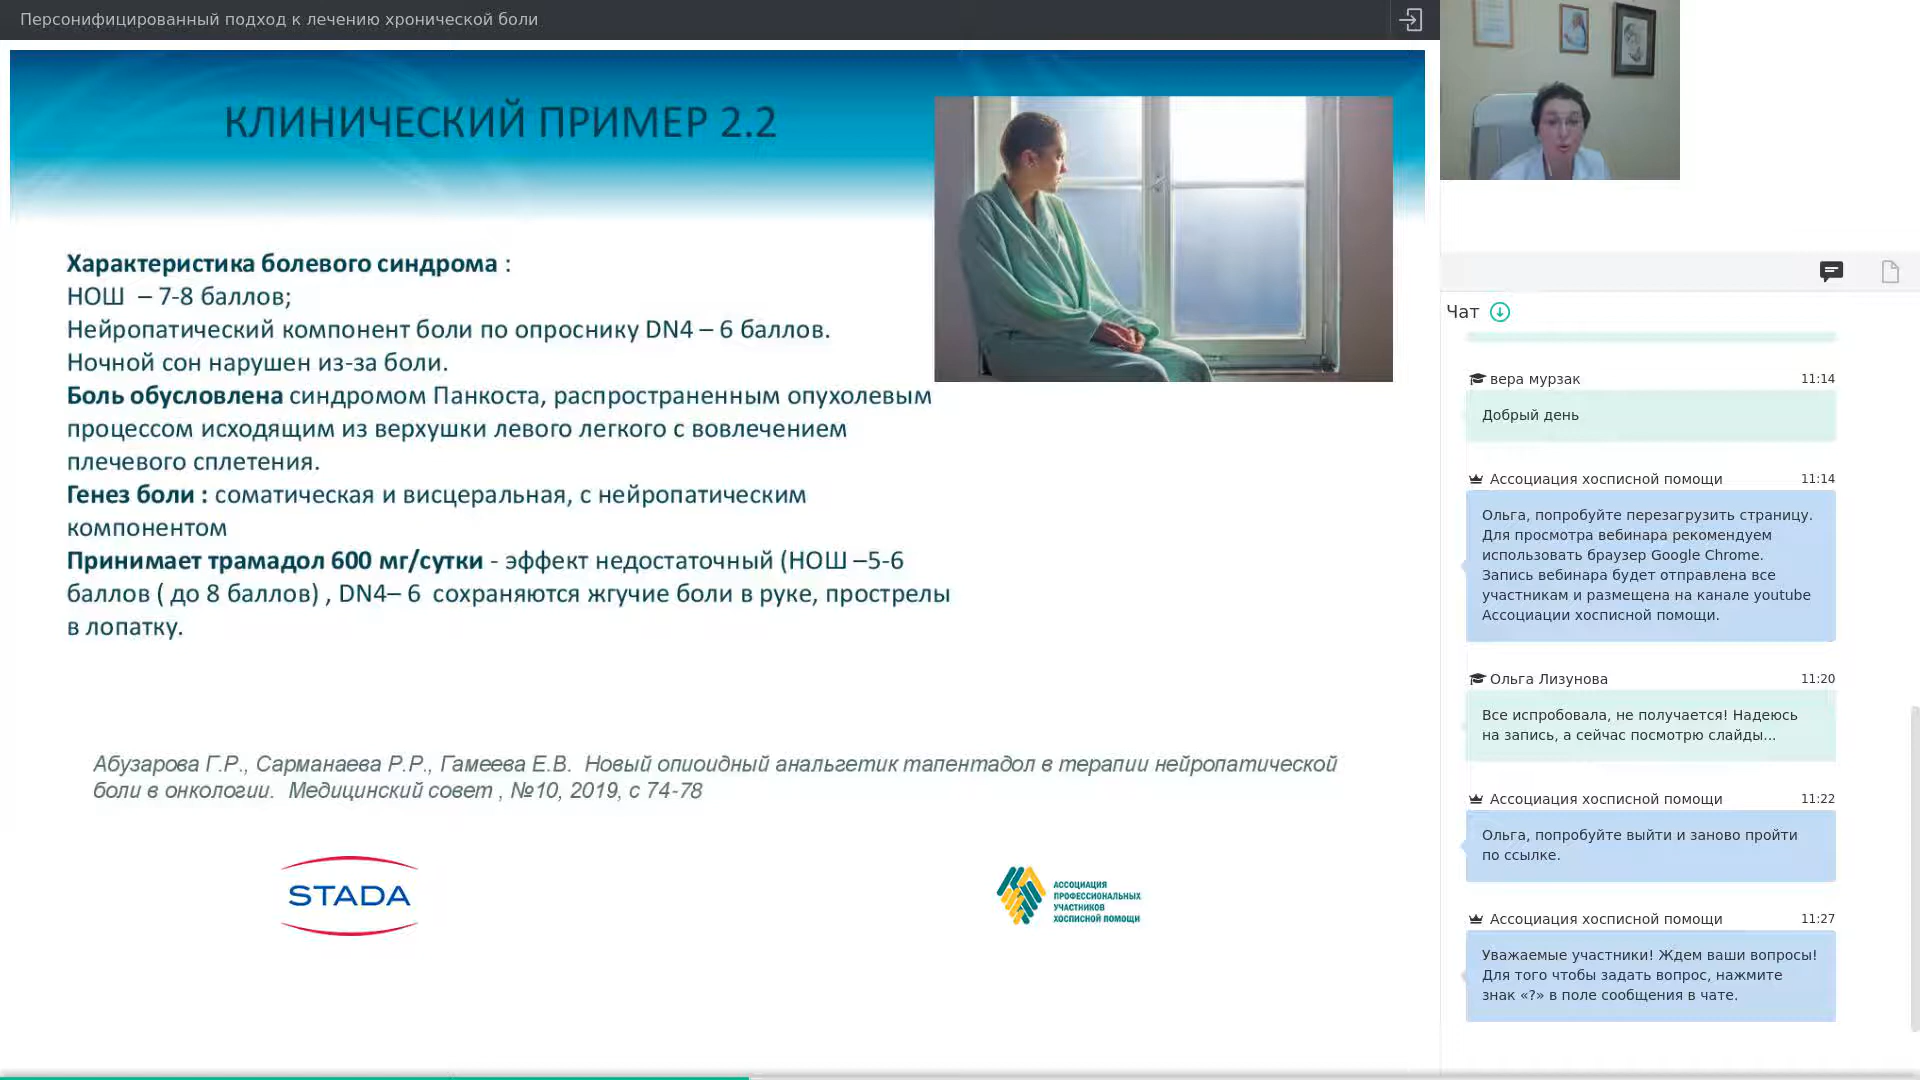 Персонифицированный подход к лечению хронической боли
КЛИНИЧЕСКИЙ ПРИМЕР 2.2
Характеристика болевого синдрома :
НОШ – 7-8 баллов;
Нейропатический компонент боли по опроснику DN4 – 6 баллов.
Ночной сон нарушен из-за боли.
Боль обусловлена синдромом Панкоста, распространенным опухолевым
процессом исходящим из верхушки левого легкого с вовлечением
плечевого сплетения.
Генез боли : соматическая и висцеральная, с нейропатическим
компонентом
Принимает трамадол 600 мг/сутки - эффект недостаточный (НОШ –5-6
баллов ( до 8 баллов) , DN4– 6 сохраняются жгучие боли в руке, прострелы
в лопатку.
Абузарова Г.Р., Сарманаева Р.Р., Гамеева Е.В. Новый опиоидный анальгетик тапентадол в терапии нейропатической
боли в онкологии. Медицинский совет , №10, 2019, с 74-78
STADA
АССОЦИАЦИЯ
ПРОФЕССИОНАЛЬНЫХ
УЧАСТНИКОВ
ХОСПИСНОЙ ПОМОЩИ
Чат
вера мурзак 11:14
Добрый день
Ассоциация хосписной помощи 11:14
Ольга, попробуйте перезагрузить страницу.
Для просмотра вебинара рекомендуем
использовать браузер Google Chrome.
Запись вебинара будет отправлена все
участникам и размещена на канале youtube
Ассоциации хосписной помощи.
Ольга Лизунова 11:20
Все испробовала, не получается! Надеюсь
на запись, а сейчас посмотрю слайды...
Ассоциация хосписной помощи 11:22
Ольга, попробуйте выйти и заново пройти
по ссылке.
Ассоциация хосписной помощи 11:27
Уважаемые участники! Ждем ваши вопросы!
Для того чтобы задать вопрос, нажмите
знак «?» в поле сообщения в чате.